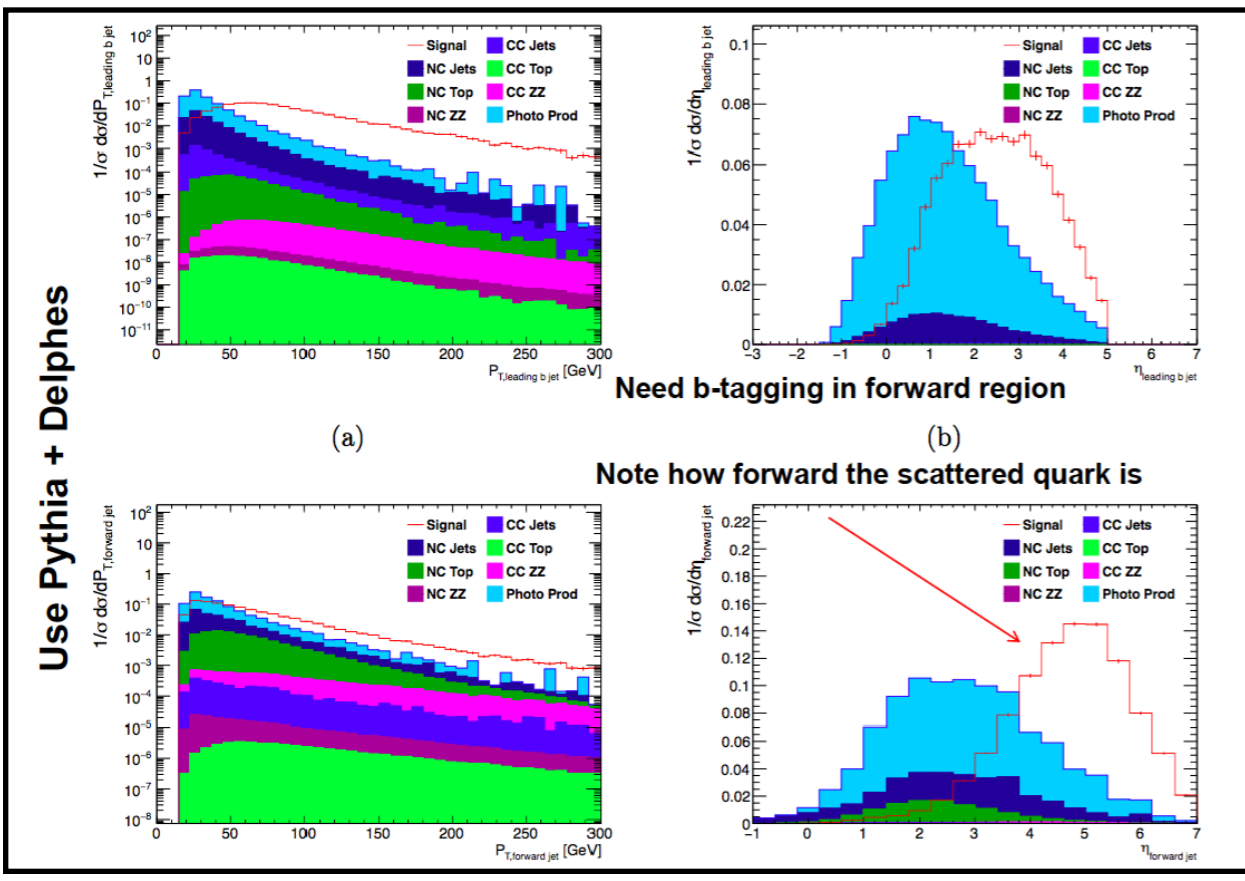 Use Pythia + Delphes
1/σ dσ/dP_T,leading b jet
10²
10
1
10⁻¹
10⁻²
10⁻³
10⁻⁴
10⁻⁵
10⁻⁶
10⁻⁷
10⁻⁸
10⁻⁹
10⁻¹⁰
10⁻¹¹
Signal CC Jets
NC Jets CC Top
NC Top CC ZZ
NC ZZ Photo Prod
0 50 100 150 200 250 300
P_T,leading b jet [GeV]
(a)
1/σ dσ/dη_leading b jet
0.1
0.08
0.06
0.04
0.02
0
Signal CC Jets
NC Jets CC Top
NC Top CC ZZ
NC ZZ Photo Prod
−3 −2 −1 0 1 2 3 4 5 6 7
η_leading b jet
Need b-tagging in forward region
(b)
Note how forward the scattered quark is
1/σ dσ/dP_T,forward jet
10²
10
1
10⁻¹
10⁻²
10⁻³
10⁻⁴
10⁻⁵
10⁻⁶
10⁻⁷
10⁻⁸
Signal CC Jets
NC Jets CC Top
NC Top CC ZZ
NC ZZ Photo Prod
0 50 100 150 200 250 300
P_T,forward jet [GeV]
1/σ dσ/dη_forward jet
0.22
0.2
0.18
0.16
0.14
0.12
0.1
0.08
0.06
0.04
0.02
0
Signal CC Jets
NC Jets CC Top
NC Top CC ZZ
NC ZZ Photo Prod
−1 0 1 2 3 4 5 6 7
η_forward jet